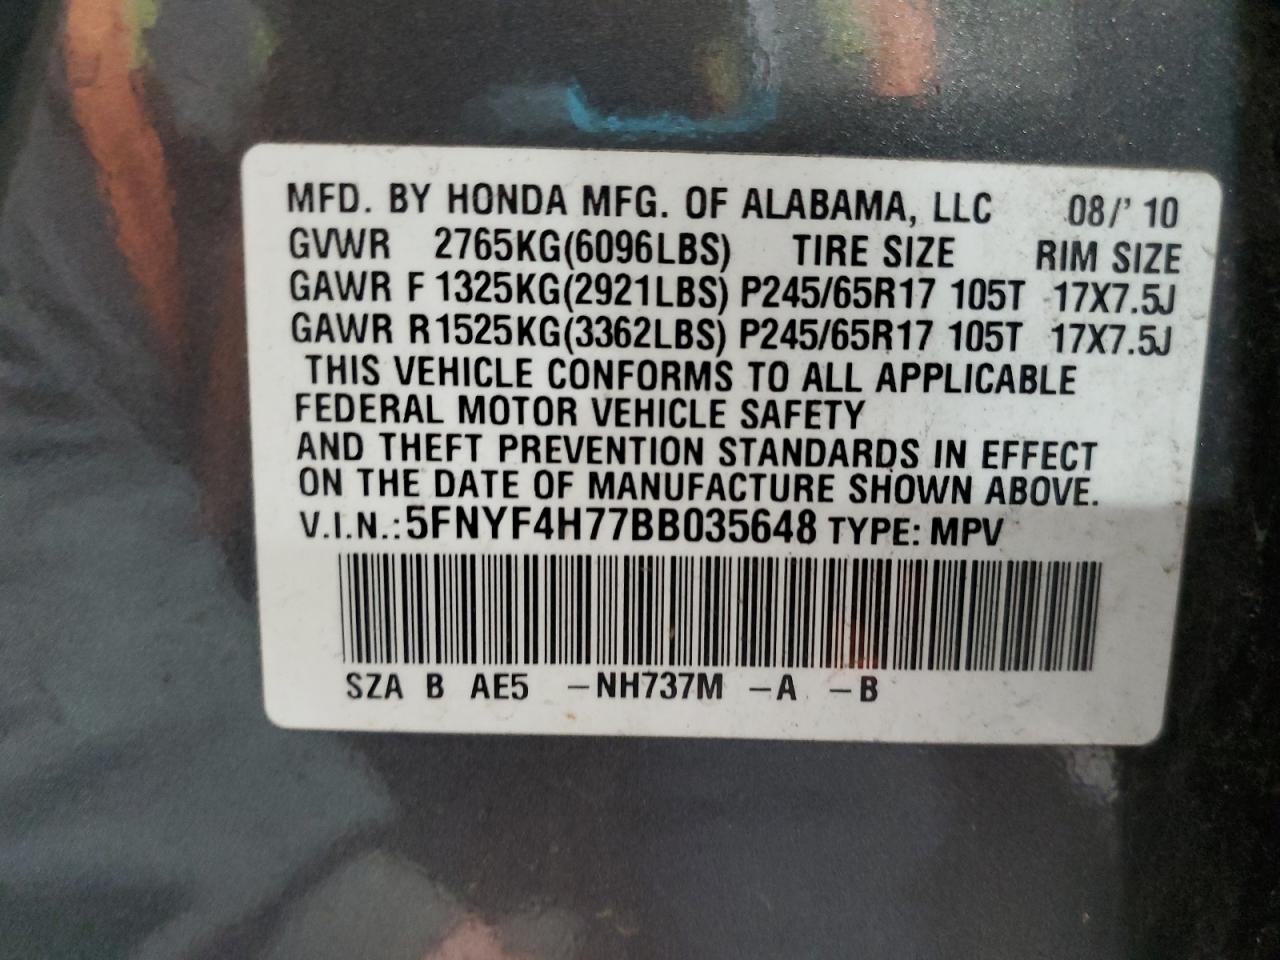 MFD. BY HONDA MFG. OF ALABAMA, LLC 08/' 10
GVWR 2765KG(6096LBS) TIRE SIZE RIM SIZE
GAWR F 1325KG(2921LBS) P245/65R17 105T 17X7.5J
GAWR R1525KG(3362LBS) P245/65R17 105T 17X7.5J
THIS VEHICLE CONFORMS TO ALL APPLICABLE
FEDERAL MOTOR VEHICLE SAFETY
AND THEFT PREVENTION STANDARDS IN EFFECT
ON THE DATE OF MANUFACTURE SHOWN ABOVE.
V.I.N.:5FNYF4H77BB035648 TYPE: MPV
SZA B AE5 -NH737M -A -B